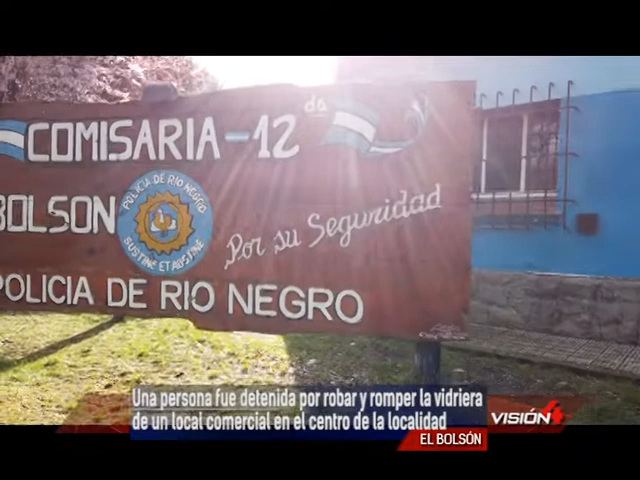 COMISARIA - 12 da
BOLSON
POLICIA DE RIO NEGRO
SUSTINE ET ABSTINE
Por su Seguridad
POLICIA DE RIO NEGRO
Una persona fue detenida por robar y romper la vidriera
de un local comercial en el centro de la localidad
VISIÓN 4
EL BOLSÓN